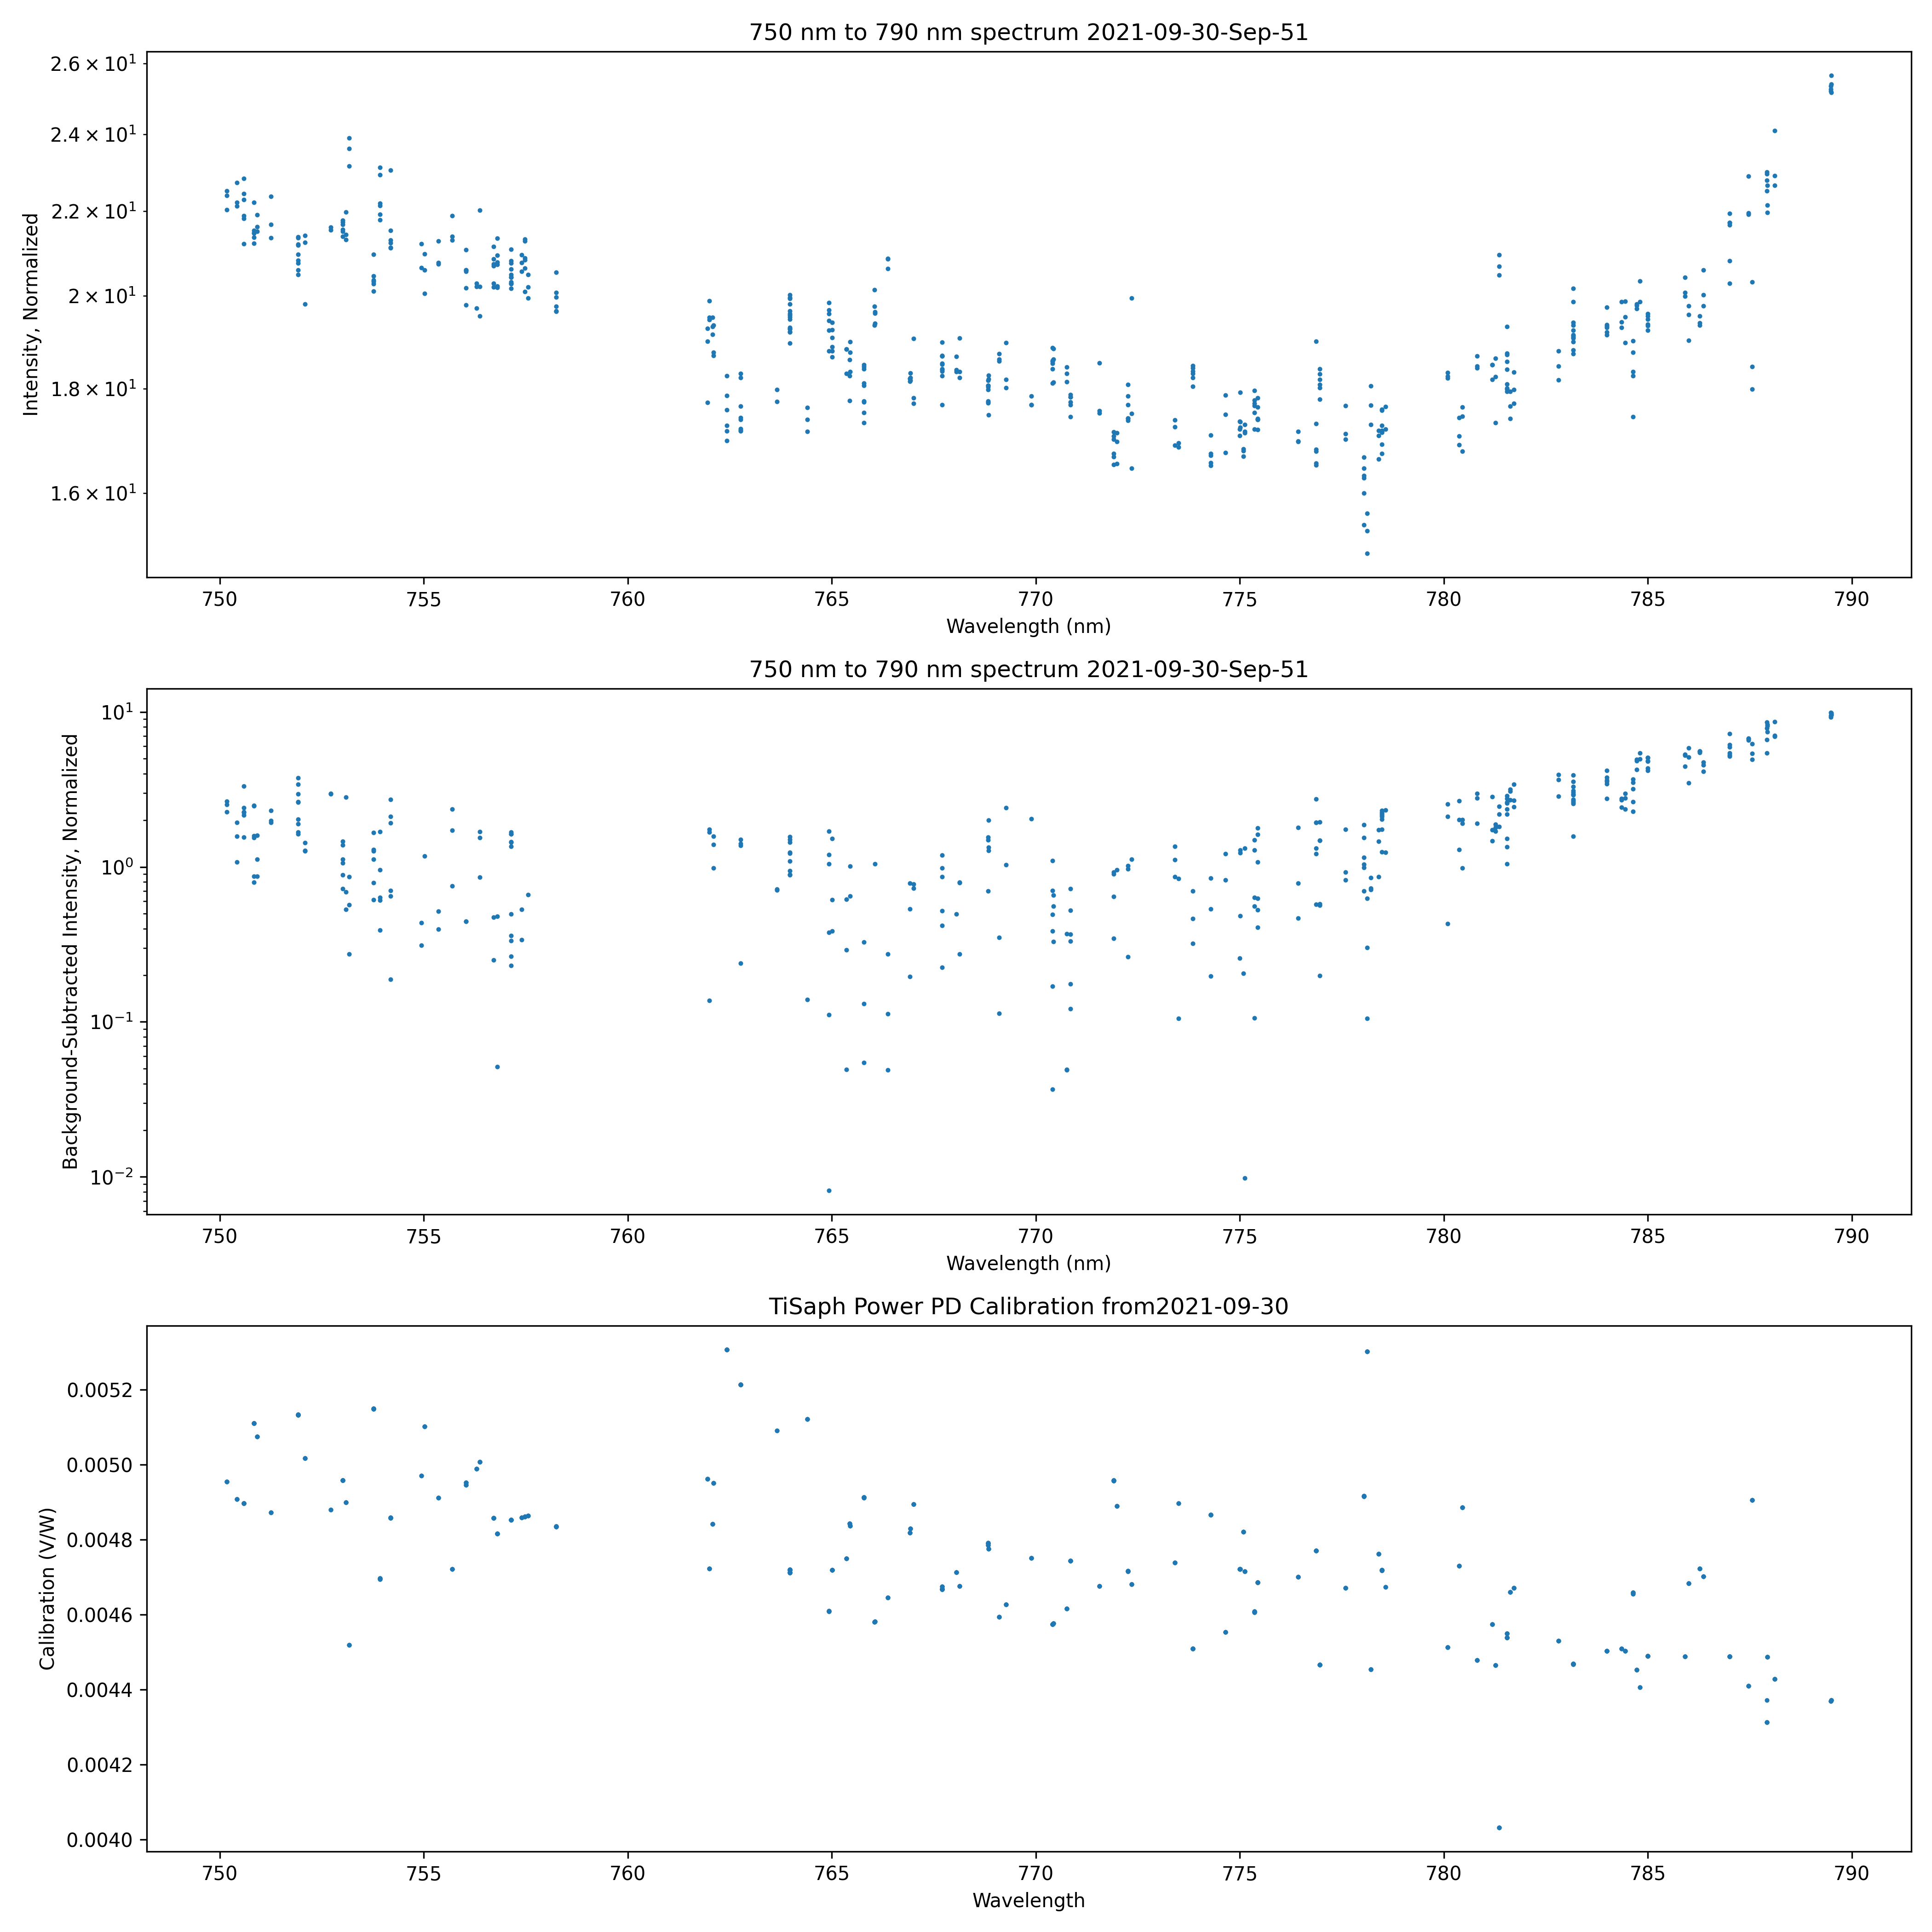 750 nm to 790 nm spectrum 2021-09-30-Sep-51
2.6 × 10¹
2.4 × 10¹
2.2 × 10¹
2 × 10¹
1.8 × 10¹
1.6 × 10¹
Intensity, Normalized
750 755 760 765 770 775 780 785 790
Wavelength (nm)
750 nm to 790 nm spectrum 2021-09-30-Sep-51
10¹
10⁰
10⁻¹
10⁻²
Background-Subtracted Intensity, Normalized
750 755 760 765 770 775 780 785 790
Wavelength (nm)
TiSaph Power PD Calibration from2021-09-30
0.0052
0.0050
0.0048
0.0046
0.0044
0.0042
0.0040
Calibration (V/W)
750 755 760 765 770 775 780 785 790
Wavelength